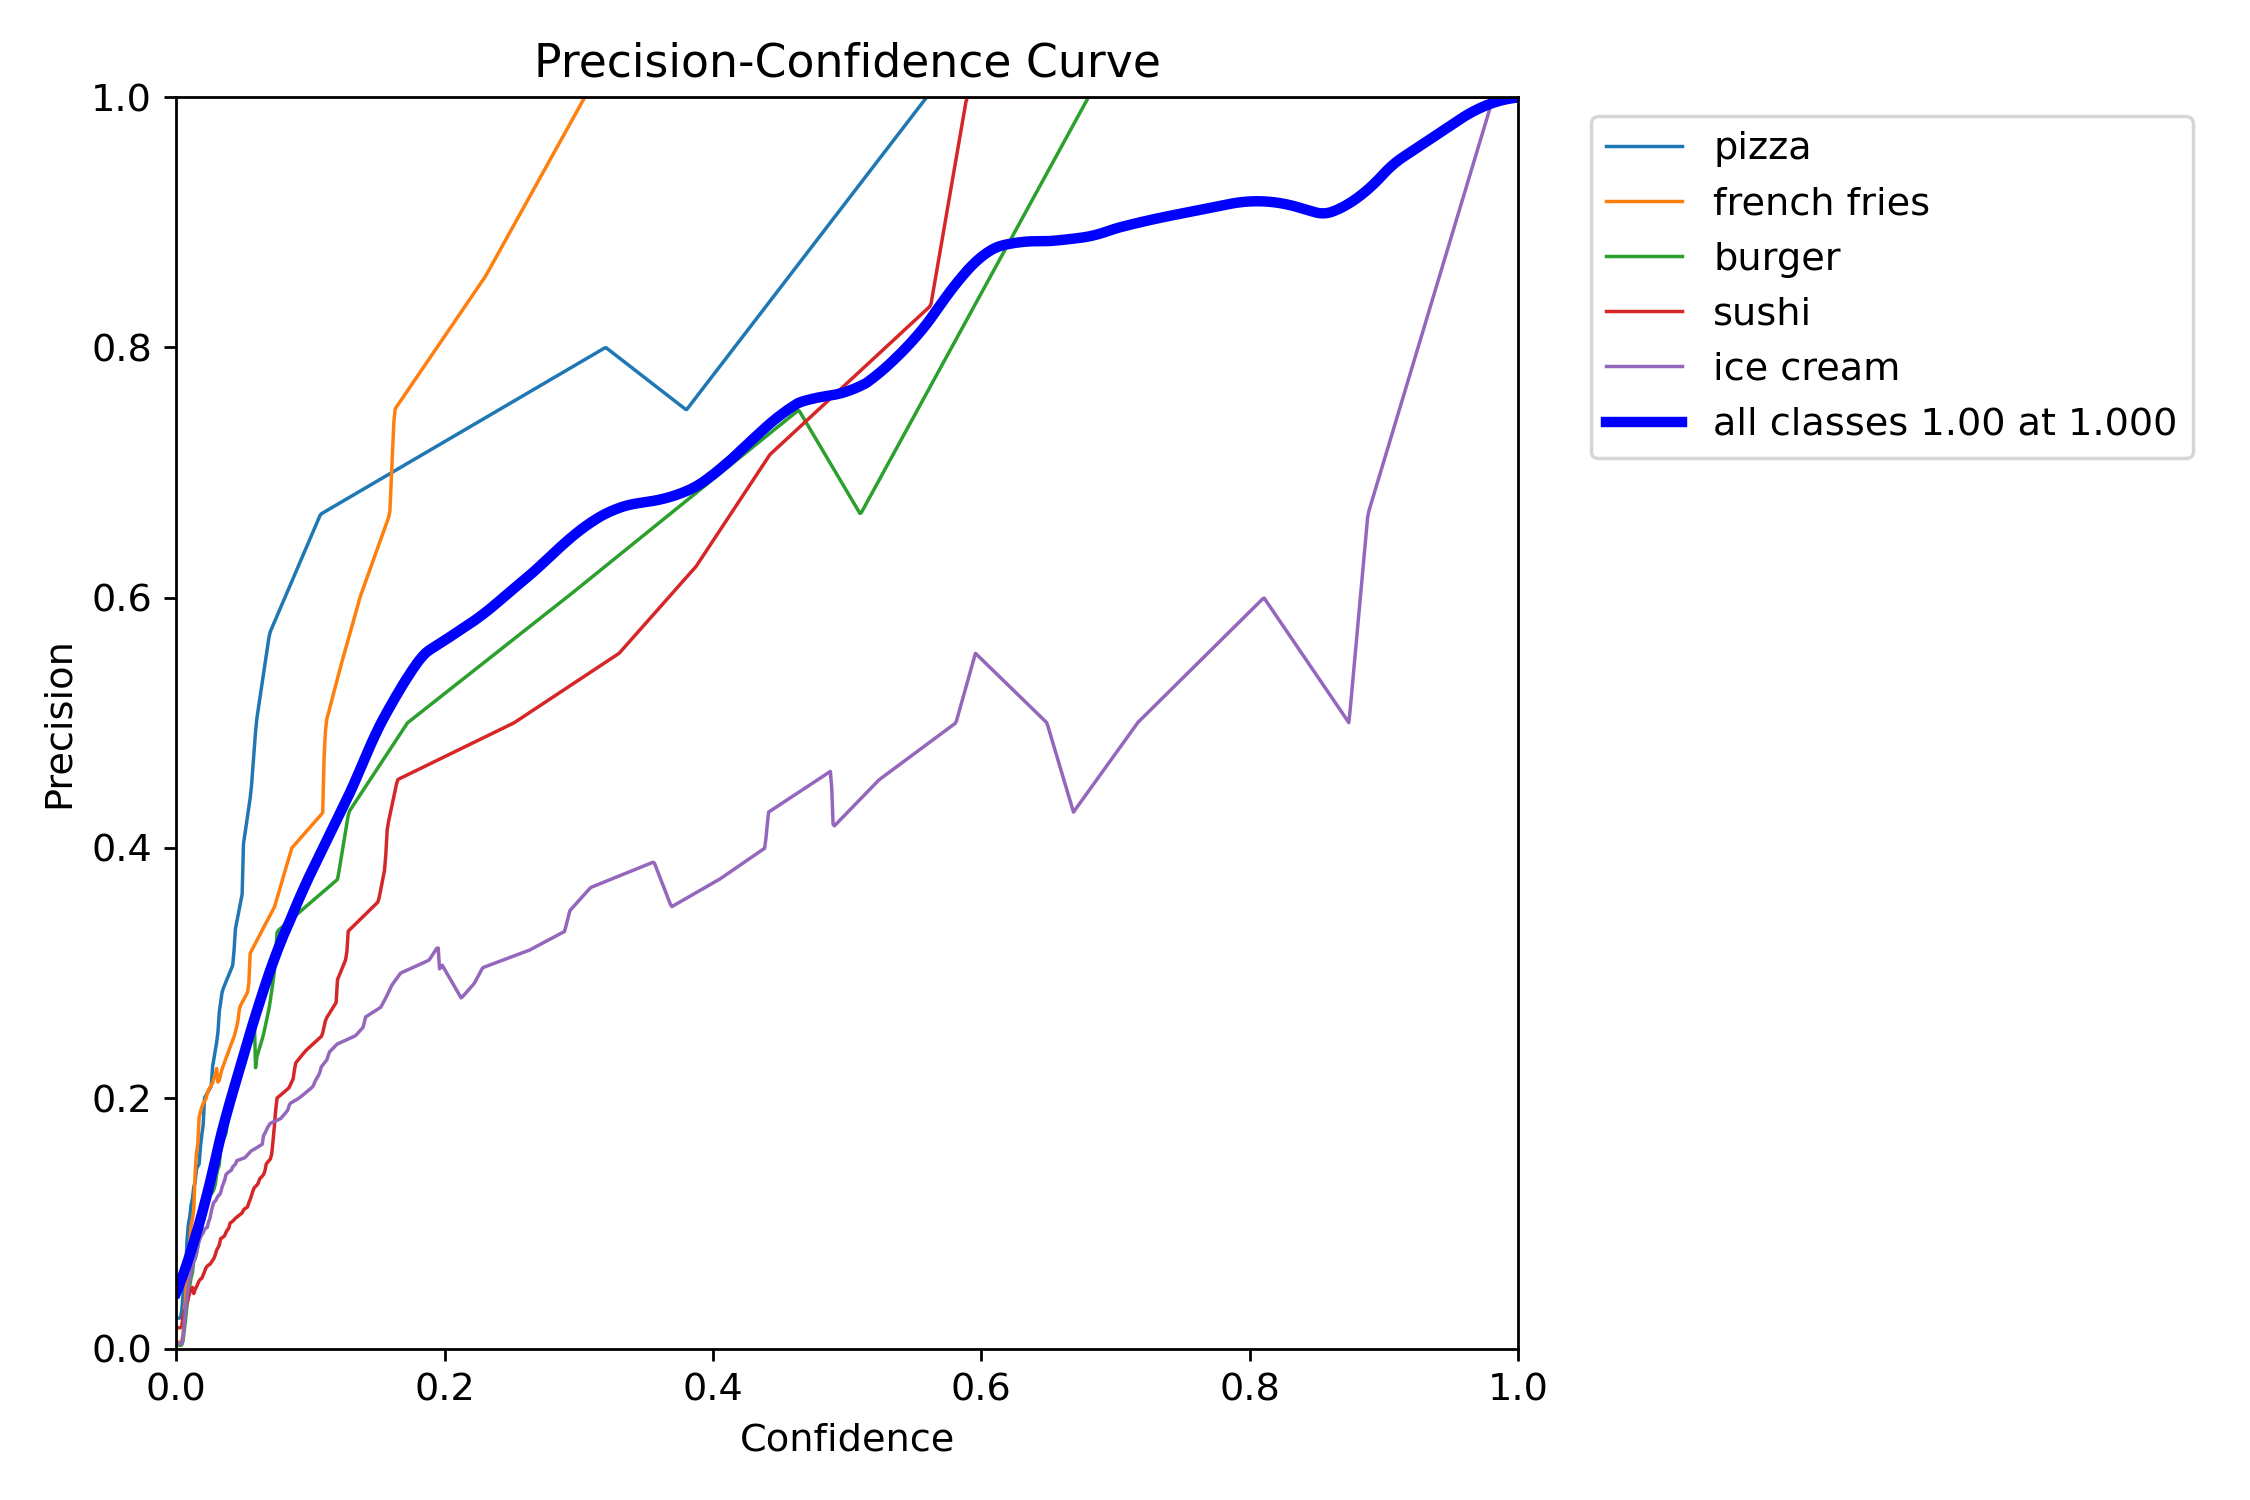 Precision-Confidence Curve
1.0
0.8
0.6
0.4
0.2
0.0
Precision
0.0 0.2 0.4 0.6 0.8 1.0
Confidence
pizza
french fries
burger
sushi
ice cream
all classes 1.00 at 1.000